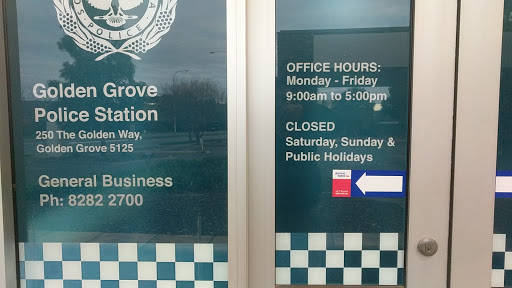 Golden Grove
Police Station
250 The Golden Way,
Golden Grove 5125
General Business
Ph: 8282 2700
OFFICE HOURS:
Monday - Friday
9:00am to 5:00pm
CLOSED
Saturday, Sunday &
Public Holidays